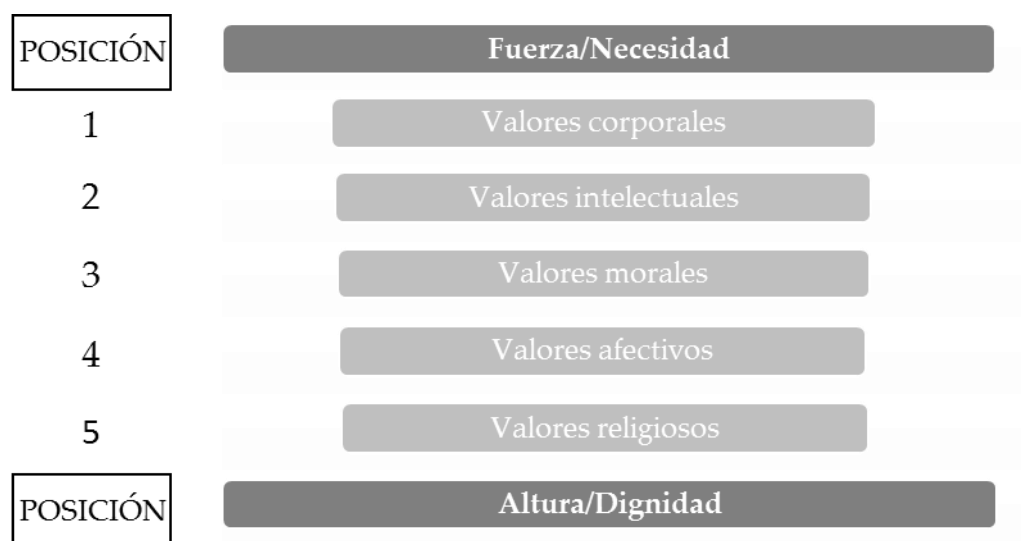 POSICIÓN Fuerza/Necesidad
1 Valores corporales
2 Valores intelectuales
3 Valores morales
4 Valores afectivos
5 Valores religiosos
POSICIÓN Altura/Dignidad